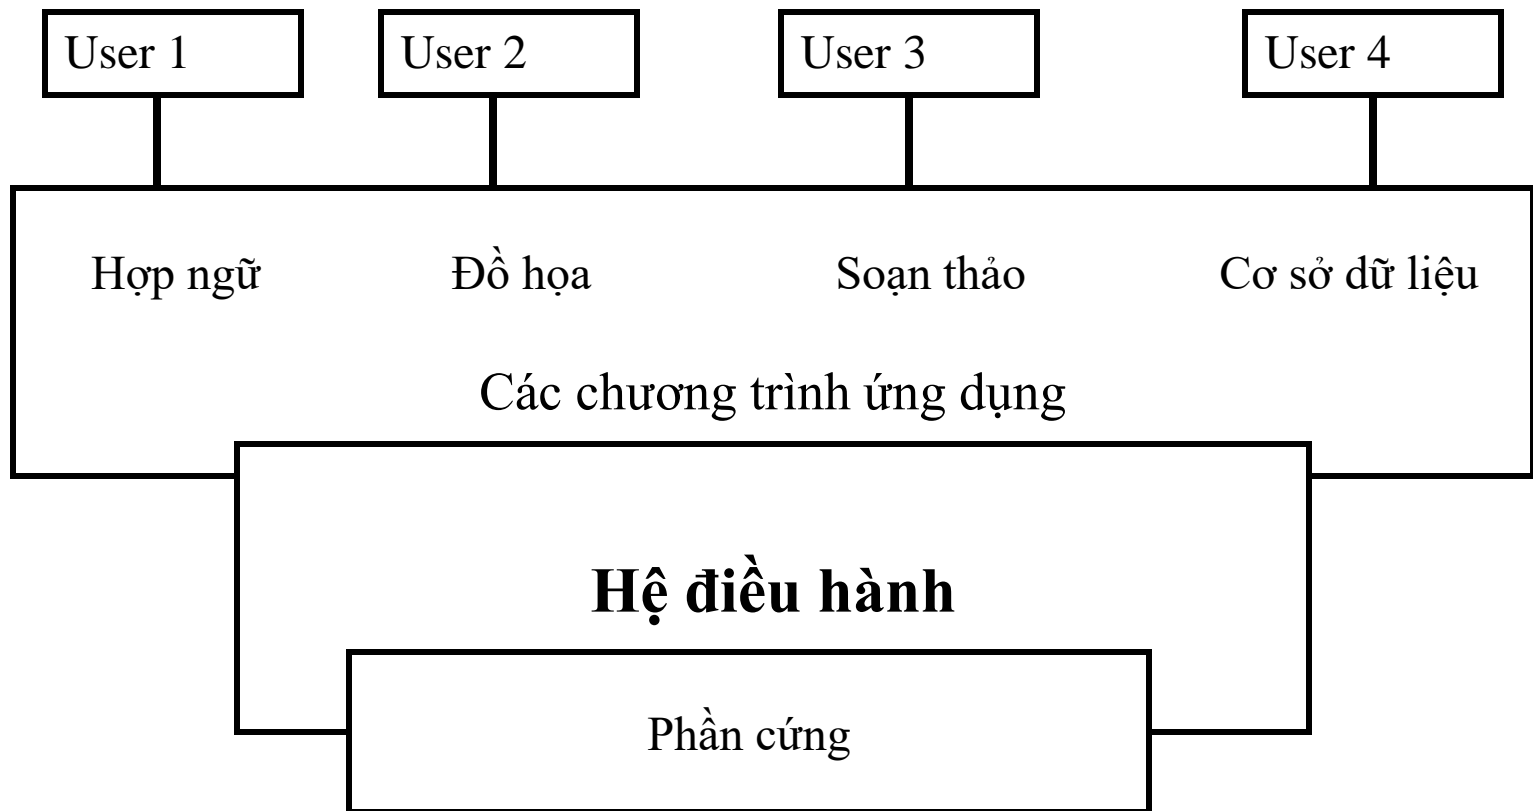 User 1
User 2
User 3
User 4
Hợp ngữ
Đồ họa
Soạn thảo
Cơ sở dữ liệu
Các chương trình ứng dụng
Hệ điều hành
Phần cứng